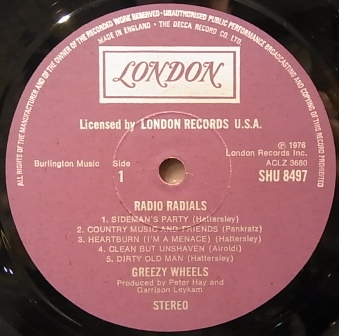 ALL RIGHTS OF THE MANUFACTURER AND OF THE OWNER OF THE RECORDED WORK RESERVED - UNAUTHORISED PUBLIC PERFORMANCE BROADCASTING AND COPYING OF THIS RECORD PROHIBITED
MADE IN ENGLAND · THE DECCA RECORD CO. LTD.
LONDON
Licensed by LONDON RECORDS U.S.A.
℗ 1976
London Records Inc.
ACLZ 3680
Burlington Music
Side
1
SHU 8497
RADIO RADIALS
1. SIDEMAN'S PARTY (Hattersley)
2. COUNTRY MUSIC AND FRIENDS (Pankratz)
3. HEARTBURN (I'M A MENACE) (Hattersley)
4. CLEAN BUT UNSHAVEN (Airoldi)
5. DIRTY OLD MAN (Hattersley)
GREEZY WHEELS
Produced by Peter Hay and
Garrison Leykam
STEREO